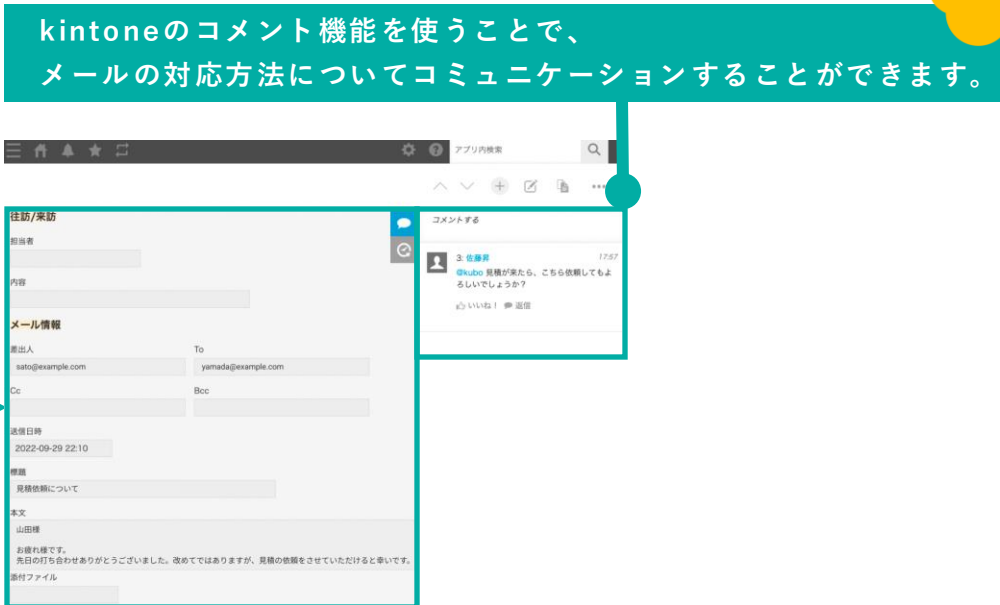 kintoneのコメント機能を使うことで、
メールの対応方法についてコミュニケーションすることができます。
アプリ内検索
往訪/来訪
担当者
内容
メール情報
差出人
To
sato@example.com
yamada@example.com
Cc
Bcc
送信日時
2022-09-29 22:10
標題
見積依頼について
本文
山田様
お疲れ様です。
先日の打ち合わせありがとうございました。改めてではありますが、見積の依頼をさせていただけると幸いです。
添付ファイル
コメントする
3: 佐藤昇
17:57
@kubo 見積が来たら、こちら依頼してもよ
ろしいでしょうか？
いいね！ 返信